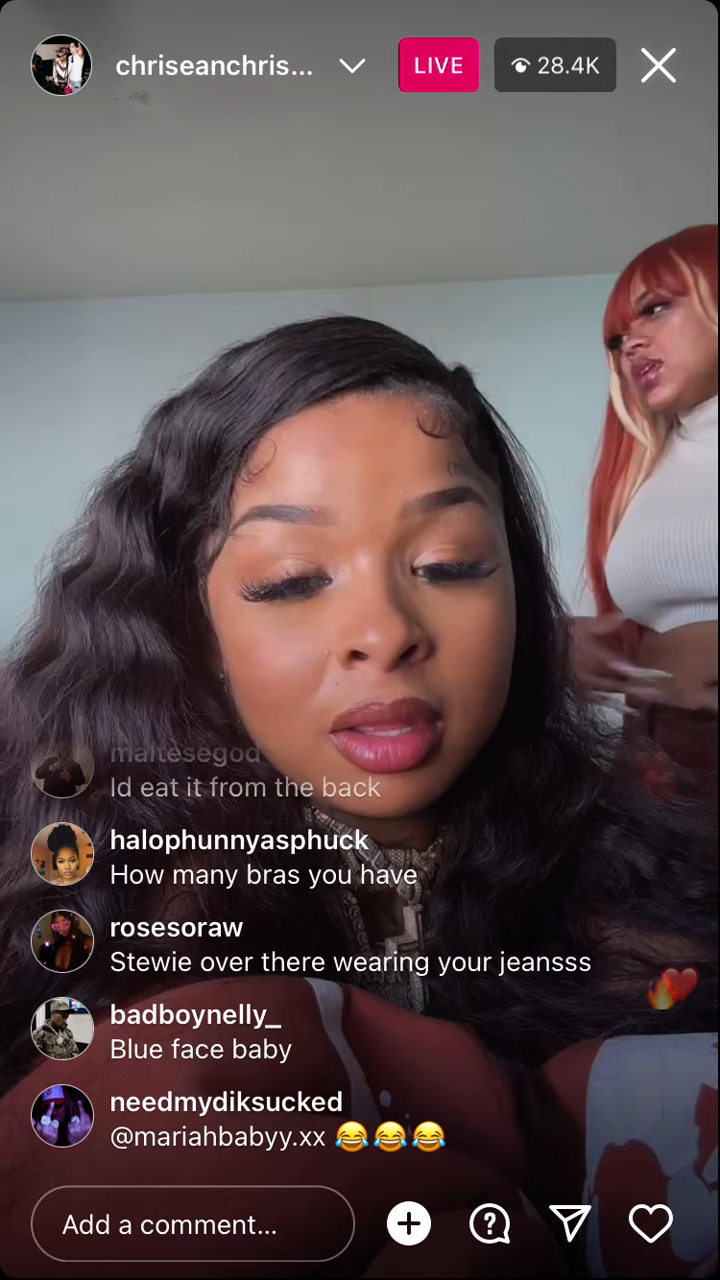 chriseanchris...
LIVE
28.4K
maltesegod
Id eat it from the back
halophunnyasphuck
How many bras you have
rosesoraw
Stewie over there wearing your jeansss
badboynelly_
Blue face baby
needmydiksucked
@mariahbabyy.xx 😂😂😂
Add a comment...